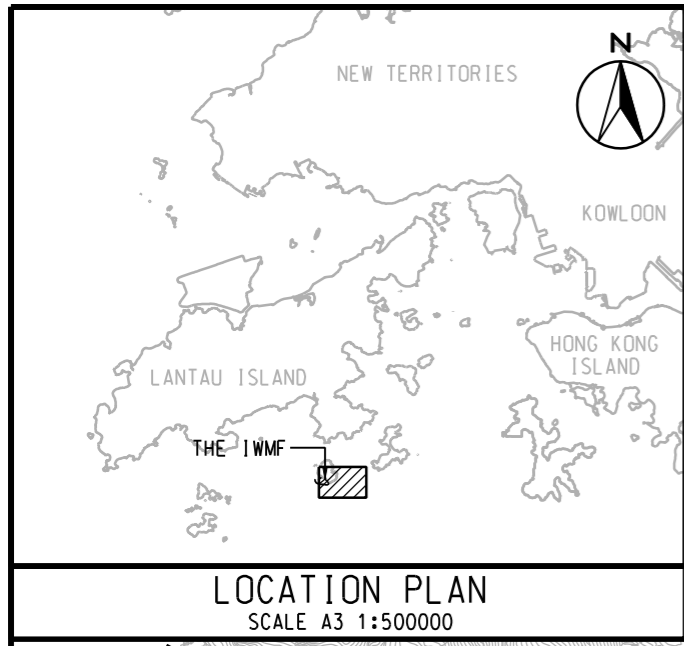 N
NEW TERRITORIES
KOWLOON
HONG KONG
ISLAND
LANTAU ISLAND
THE IWMF
LOCATION PLAN
SCALE A3 1:500000